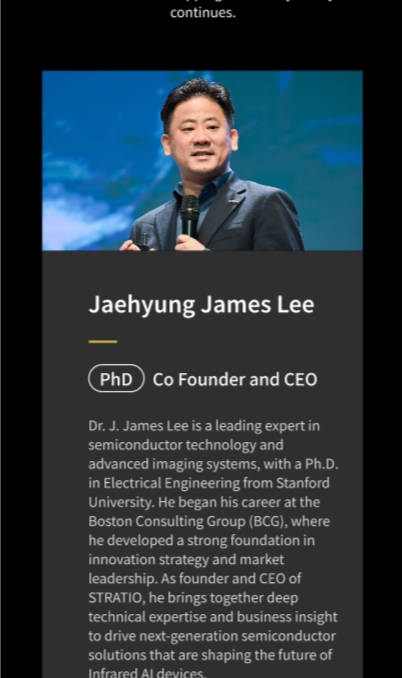 continues.
Jaehyung James Lee
PhD Co Founder and CEO
Dr. J. James Lee is a leading expert in
semiconductor technology and
advanced imaging systems, with a Ph.D.
in Electrical Engineering from Stanford
University. He began his career at the
Boston Consulting Group (BCG), where
he developed a strong foundation in
innovation strategy and market
leadership. As founder and CEO of
STRATIO, he brings together deep
technical expertise and business insight
to drive next-generation semiconductor
solutions that are shaping the future of
Infrared AI devices.